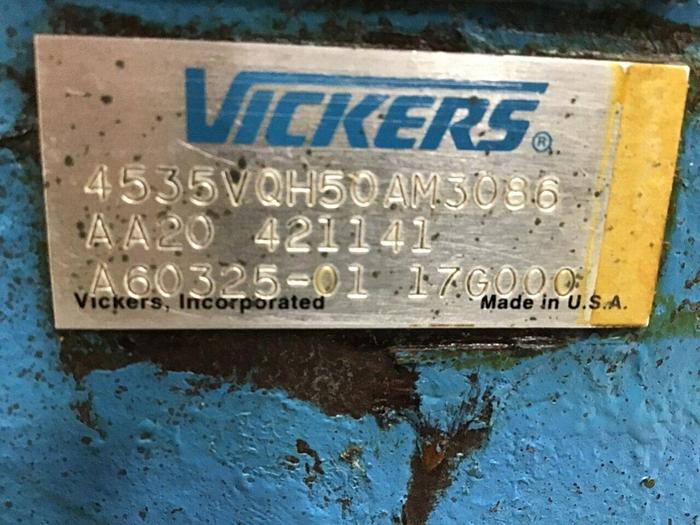 VICKERS®
4535VQH50AM3086
AA20 421141
A60325-01 17G000
Vickers, Incorporated Made in U.S.A.